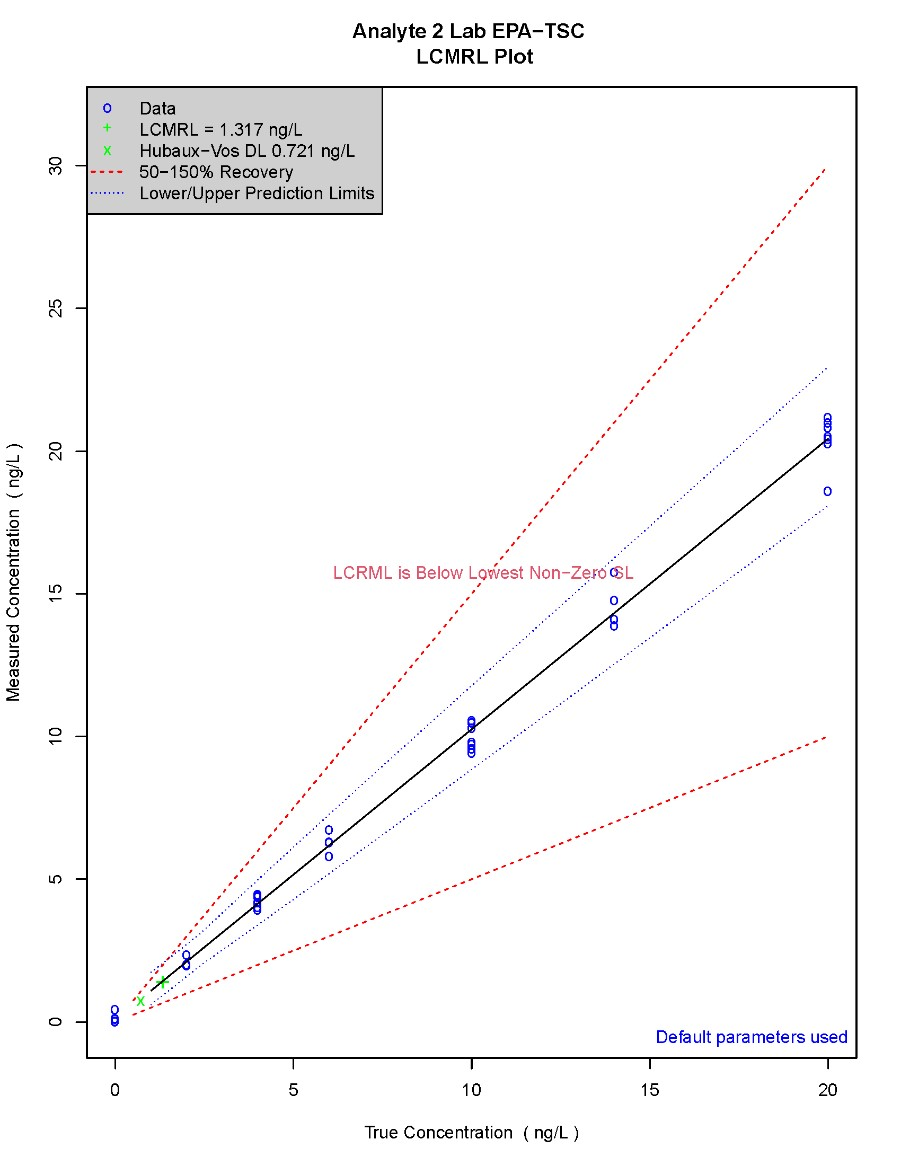 Analyte 2 Lab EPA−TSC
LCMRL Plot
Data
LCMRL = 1.317 ng/L
Hubaux−Vos DL 0.721 ng/L
50−150% Recovery
Lower/Upper Prediction Limits
30
25
20
15
10
5
0
Measured Concentration ( ng/L )
LCRML is Below Lowest Non−Zero SL
Default parameters used
0 5 10 15 20
True Concentration ( ng/L )